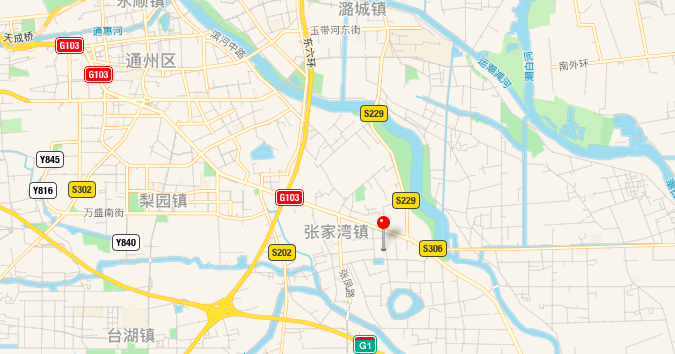 永顺镇
潞城镇
天成桥
通惠河
滨河中路
玉带河东街
东六环
G103
通州区
G103
运潮减河
潮白河
南外环
S229
Y845
Y816
S302
梨园镇
万盛南街
G103
S229
张家湾镇
Y840
S202
S306
张凤路
台湖镇
G1